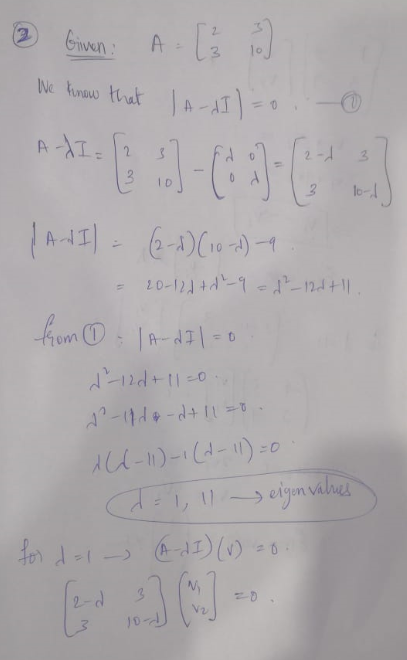 ② Given: A = [2 3; 3 10]
We know that |A-λI| = 0. —①
A-λI = [2 3; 3 10] - [λ 0; 0 λ] = [2-λ 3; 3 10-λ]
|A-λI| = (2-λ)(10-λ)-9
= 20-12λ+λ²-9 = λ²-12λ+11.
from ① - |A-λI| = 0
λ²-12λ+11=0.
λ²-11λ-λ+11=0.
λ(λ-11)-1(λ-11)=0
λ = 1, 11 → eigen values
for λ=1 → (A-λI)(v) = 0.
[2-λ 3; 3 10-λ] [v₁; v₂] = 0.